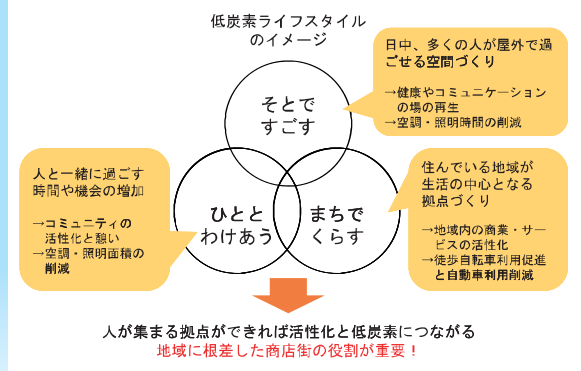 低炭素ライフスタイル
のイメージ
日中、多くの人が屋外で過
ごせる空間づくり
→健康やコミュニケーション
の場の再生
→空調・照明時間の削減
そとで
すごす
人と一緒に過ごす
時間や機会の増加
→コミュニティの
活性化と憩い
→空調・照明面積の
削減
ひとと
わけあう
まちで
くらす
住んでいる地域が
生活の中心となる
拠点づくり
→地域内の商業・サー
ビスの活性化
→徒歩自転車利用促進
と自動車利用削減
人が集まる拠点ができれば活性化と低炭素につながる
地域に根差した商店街の役割が重要！